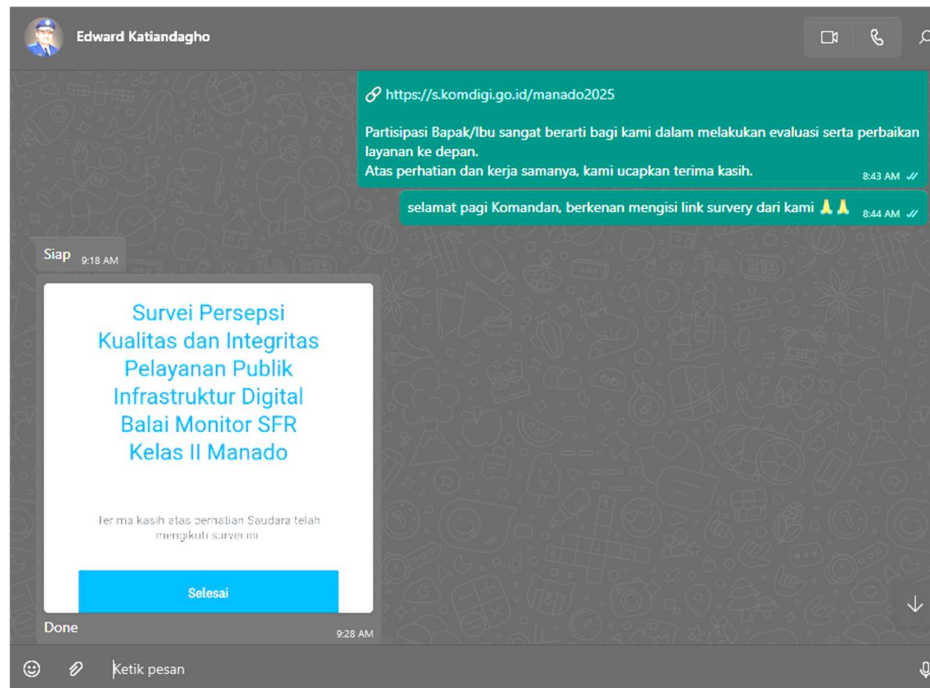 Edward Katiandagho
https://s.komdigi.go.id/manado2025
Partisipasi Bapak/Ibu sangat berarti bagi kami dalam melakukan evaluasi serta perbaikan
layanan ke depan.
Atas perhatian dan kerja samanya, kami ucapkan terima kasih.
8:43 AM
selamat pagi Komandan, berkenan mengisi link survery dari kami 🙏🙏
8:44 AM
Siap 9:18 AM
Survei Persepsi
Kualitas dan Integritas
Pelayanan Publik
Infrastruktur Digital
Balai Monitor SFR
Kelas II Manado
Terima kasih atas perhatian Saudara telah
mengikuti survei ini
Selesai
Done 9:28 AM
Ketik pesan